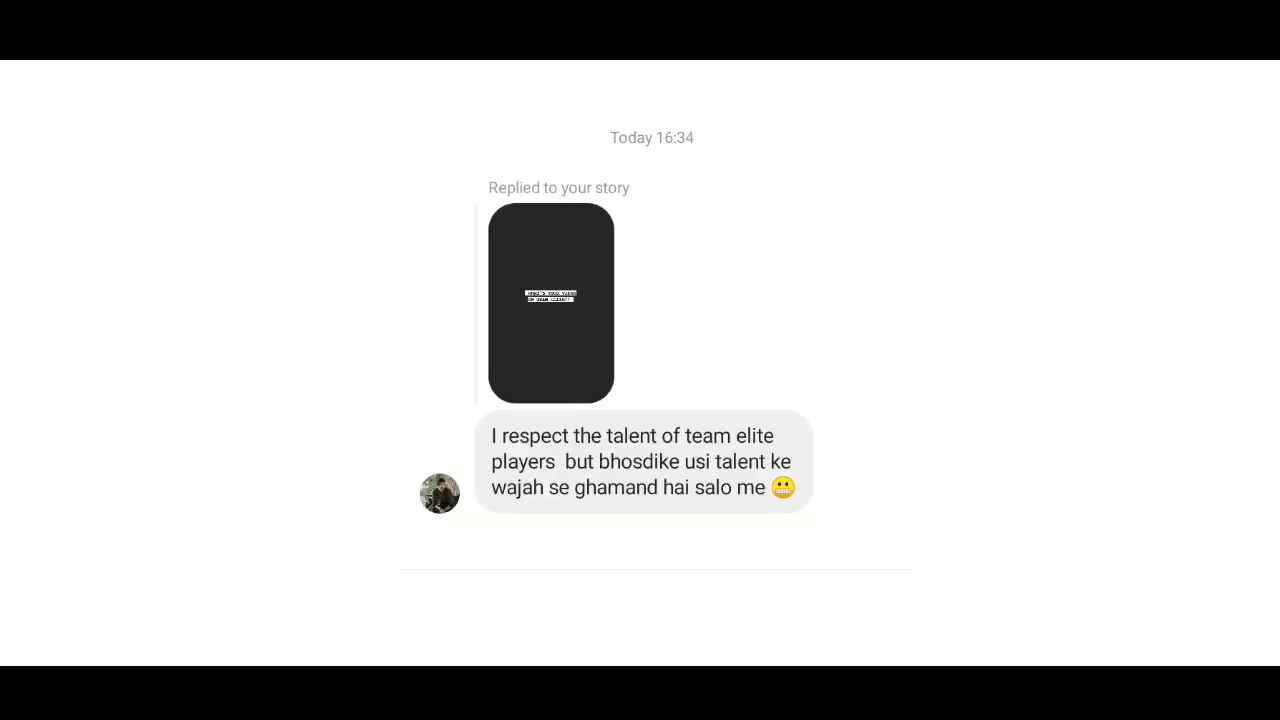 Today 16:34
Replied to your story
I respect the talent of team elite
players but bhosdike usi talent ke
wajah se ghamand hai salo me 😬